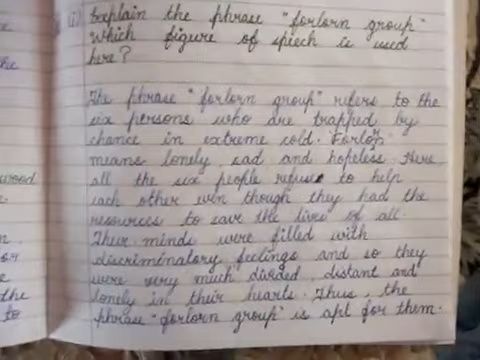 ii) Explain the phrase "forlorn group"
Which figure of speech is used
here?
The phrase "forlorn group" refers to the
six persons who are trapped by
chance in extreme cold.
means lonely, sad and hopeless. Here
all the six people refuse to help
each other even though they had the
resources to save the lives of all.
Their minds were filled with
discriminatory feelings and so they
were very much divided, distant and
lonely in their hearts. Thus, the
phrase "forlorn group" is apt for them.
the
wood
the
to